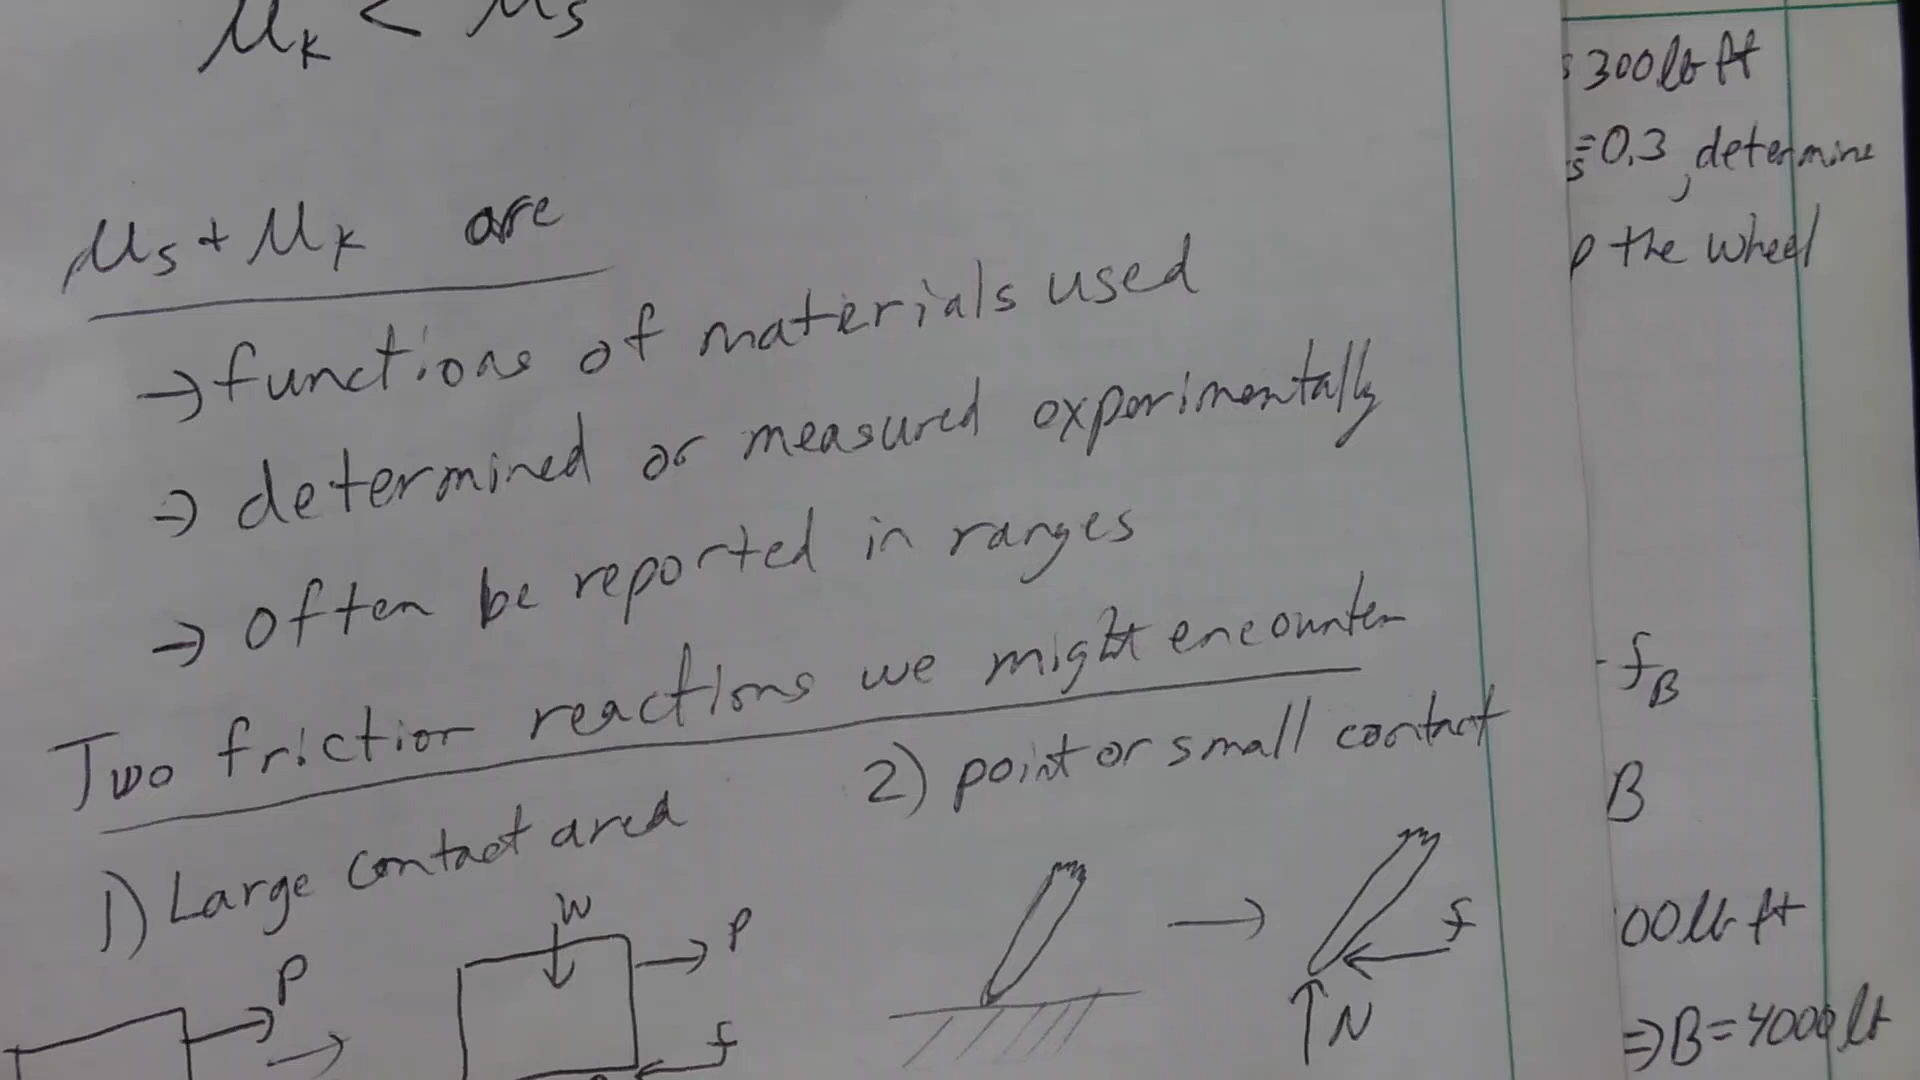 μk < μs
μs + μk are
→ functions of materials used
→ determined or measured experimentally
→ often be reported in ranges
Two friction reactions we might encounter
1) Large contact area
2) point or small contact
P
W
P
f
f
N
300 lb ft
s=0.3, determine
p the wheel
fB
B
00 lb ft
⇒ B = 4000 lb